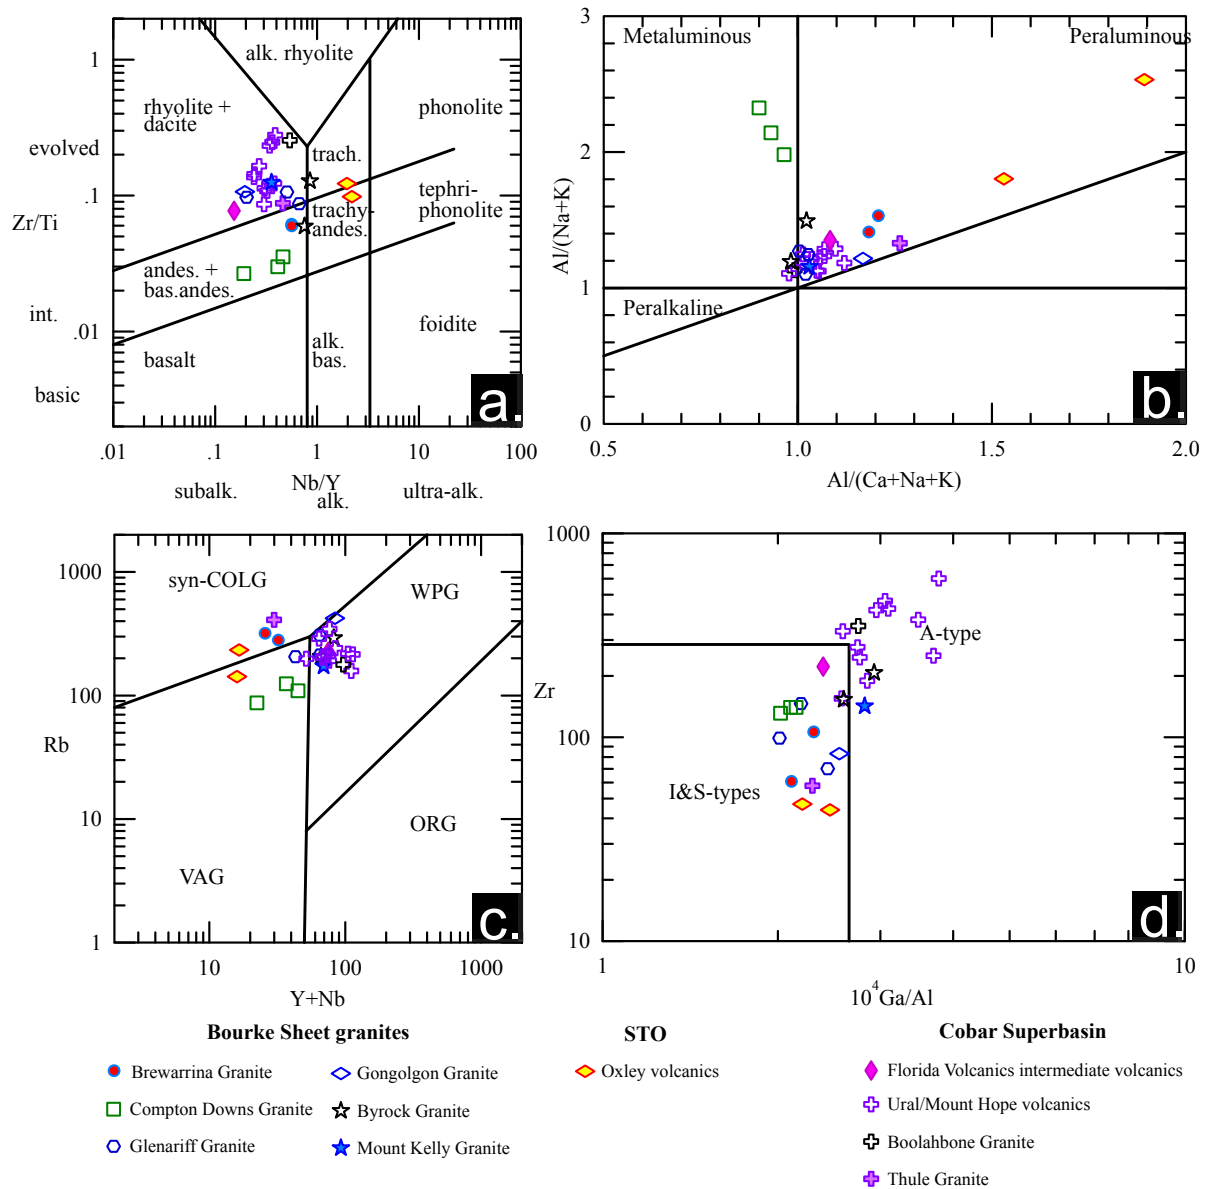 alk. rhyolite
rhyolite +
dacite
phonolite
trach.
tephri-
phonolite
trachy-
andes.
andes. +
bas.andes.
foidite
basalt
alk.
bas.
a.
1
.1
.01
evolved
Zr/Ti
int.
basic
.01
.1
1
10
100
subalk.
Nb/Y
alk.
ultra-alk.
3
2
1
0
Al/(Na+K)
Metaluminous
Peraluminous
Peralkaline
b.
0.5
1.0
1.5
2.0
Al/(Ca+Na+K)
1000
100
10
1
Rb
syn-COLG
WPG
ORG
VAG
c.
10
100
1000
Y+Nb
1000
100
10
Zr
A-type
I&S-types
d.
1
10
10⁴Ga/Al
Bourke Sheet granites
Brewarrina Granite
Compton Downs Granite
Glenariff Granite
Gongolgon Granite
Byrock Granite
Mount Kelly Granite
STO
Oxley volcanics
Cobar Superbasin
Florida Volcanics intermediate volcanics
Ural/Mount Hope volcanics
Boolahbone Granite
Thule Granite